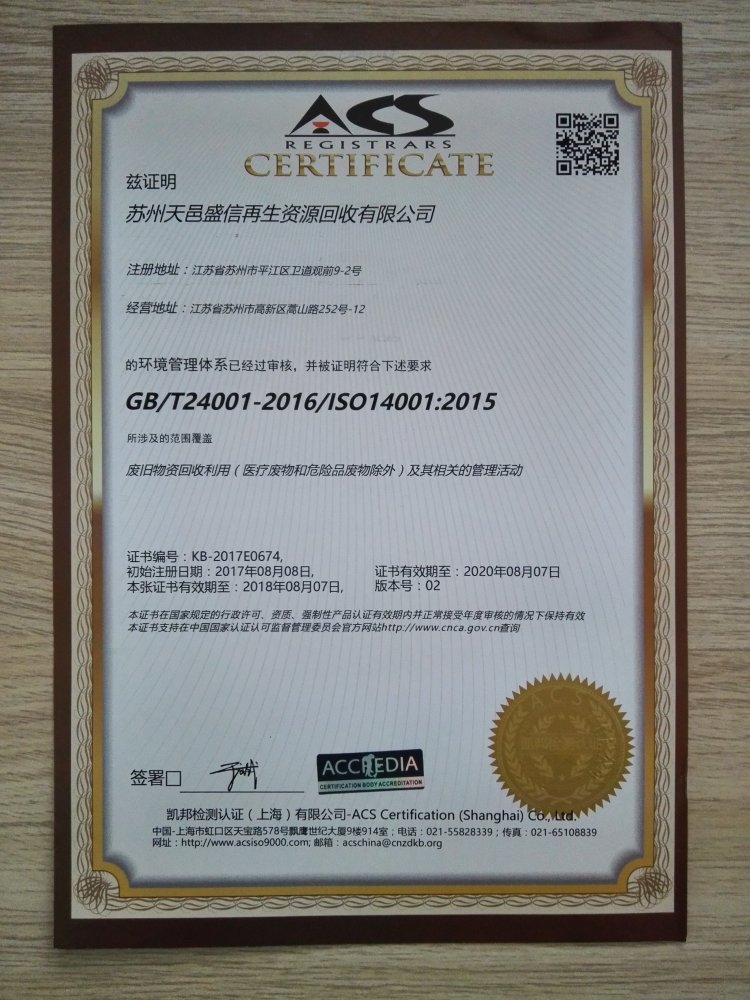 ACS
REGISTRARS
CERTIFICATE
兹证明
苏州天邑盛信再生资源回收有限公司
注册地址：江苏省苏州市平江区卫道观前9-2号
经营地址：江苏省苏州市高新区蒿山路252号-12
的环境管理体系已经过审核，并被证明符合下述要求
GB/T24001-2016/ISO14001:2015
所涉及的范围覆盖
废旧物资回收利用（医疗废物和危险品废物除外）及其相关的管理活动
证书编号：KB-2017E0674,
初始注册日期：2017年08月08日, 证书有效期至：2020年08月07日
本张证书有效期至：2018年08月07日, 版本号：02
本证书在国家规定的行政许可、资质、强制性产品认证有效期内并正常接受年度审核的情况下保持有效
本证书支持在中国国家认证认可监督管理委员会官方网站http://www.cnca.gov.cn查询
ACS
签署口
ACCREDIA
CERTIFICATION BODY ACCREDITATION
凯邦检测认证（上海）有限公司-ACS Certification (Shanghai) Co., Ltd.
中国-上海市虹口区天宝路578号飘鹰世纪大厦9楼914室；电话：021-55828339；传真：021-65108839
网址：http://www.acsiso9000.com; 邮箱：acschina@cnzdkb.org